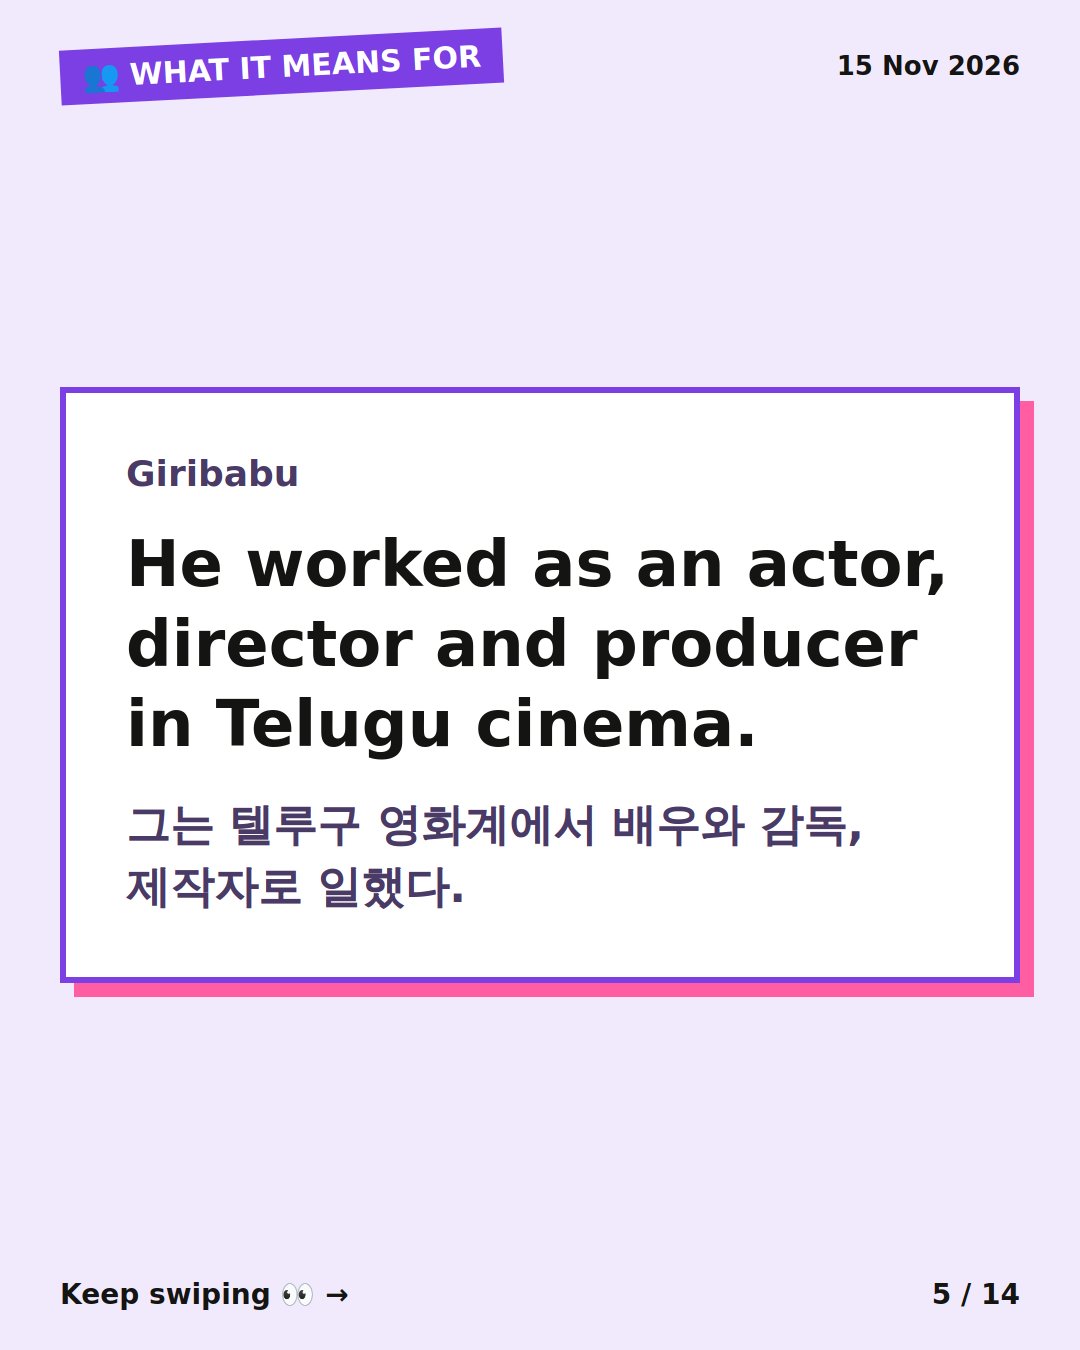 👥 WHAT IT MEANS FOR
15 Nov 2026
Giribabu
He worked as an actor,
director and producer
in Telugu cinema.
그는 텔루구 영화계에서 배우와 감독,
제작자로 일했다.
Keep swiping 👀 →
5 / 14